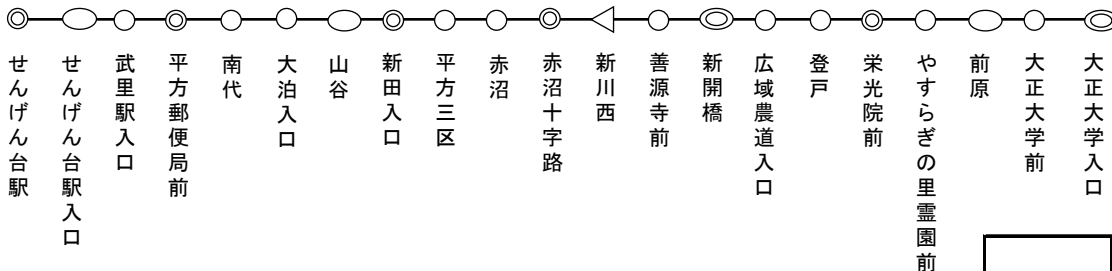 せんげん台駅
せんげん台駅入口
武里駅入口
平方郵便局前
南代
大泊入口
山谷
新田入口
平方三区
赤沼
赤沼十字路
新川西
善源寺前
新開橋
広域農道入口
登戸
栄光院前
やすらぎの里霊園前
前原
大正大学前
大正大学入口